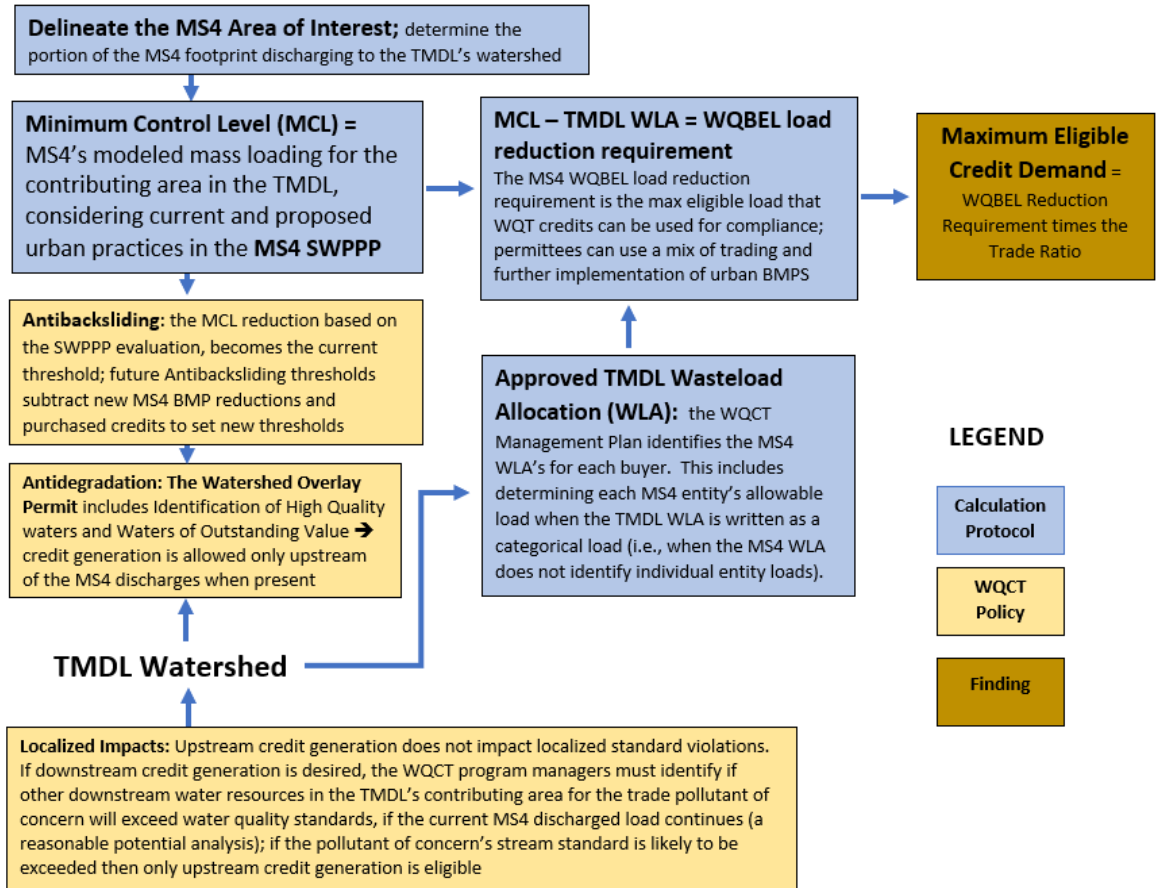 Delineate the MS4 Area of Interest; determine the
portion of the MS4 footprint discharging to the TMDL's watershed
Minimum Control Level (MCL) =
MS4's modeled mass loading for the
contributing area in the TMDL,
considering current and proposed
urban practices in the MS4 SWPPP
MCL – TMDL WLA = WQBEL load
reduction requirement
The MS4 WQBEL load reduction
requirement is the max eligible load that
WQT credits can be used for compliance;
permittees can use a mix of trading and
further implementation of urban BMPS
Maximum Eligible
Credit Demand =
WQBEL Reduction
Requirement times the
Trade Ratio
Antibacksliding: the MCL reduction based on
the SWPPP evaluation, becomes the current
threshold; future Antibacksliding thresholds
subtract new MS4 BMP reductions and
purchased credits to set new thresholds
Approved TMDL Wasteload
Allocation (WLA): the WQCT
Management Plan identifies the MS4
WLA's for each buyer. This includes
determining each MS4 entity's allowable
load when the TMDL WLA is written as a
categorical load (i.e., when the MS4 WLA
does not identify individual entity loads).
Antidegradation: The Watershed Overlay
Permit includes Identification of High Quality
waters and Waters of Outstanding Value ➔
credit generation is allowed only upstream
of the MS4 discharges when present
TMDL Watershed
Localized Impacts: Upstream credit generation does not impact localized standard violations.
If downstream credit generation is desired, the WQCT program managers must identify if
other downstream water resources in the TMDL's contributing area for the trade pollutant of
concern will exceed water quality standards, if the current MS4 discharged load continues (a
reasonable potential analysis); if the pollutant of concern's stream standard is likely to be
exceeded then only upstream credit generation is eligible
LEGEND
Calculation
Protocol
WQCT
Policy
Finding